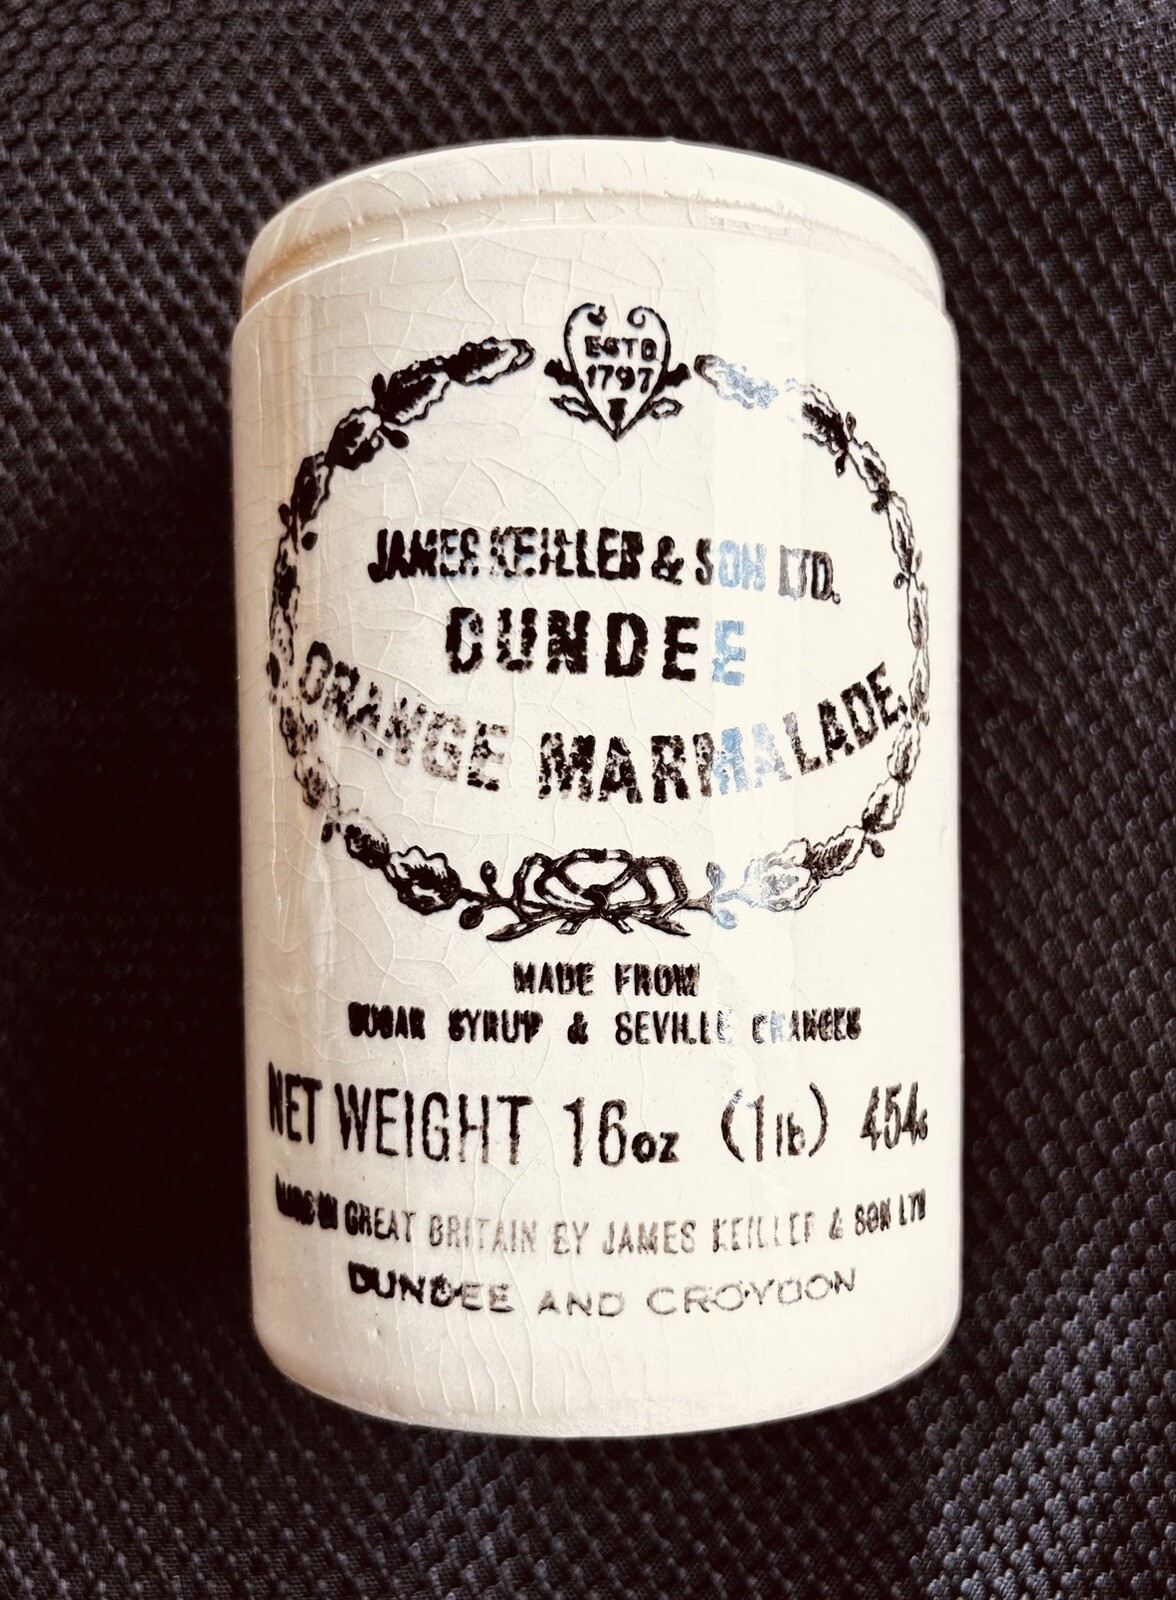 ESTD
1797
JAMES KEILLER & SON LTD.
DUNDEE
ORANGE MARMALADE
MADE FROM
SUGAR SYRUP & SEVILLE ORANGES
NET WEIGHT 16oz (1lb) 454g
MADE IN GREAT BRITAIN BY JAMES KEILLER & SON LTD
DUNDEE AND CROYDON